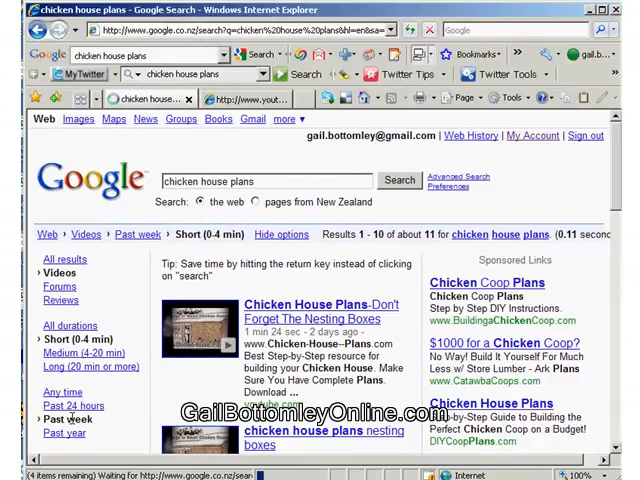 chicken house plans - Google Search - Windows Internet Explorer
http://www.google.co.nz/search?q=chicken%20house%20plans&hl=en&sa=
Google
Google
chicken house plans
Search
Bookmarks
gail.b
MyTwitter
chicken house plans
Search
Twitter Tips
Twitter Tools
chicken house...
http://www.yout...
Page
Tools
Web Images Maps News Groups Books Gmail more
gail.bottomley@gmail.com | Web History | My Account | Sign out
Google
chicken house plans
Search
Advanced Search
Preferences
Search: the web pages from New Zealand
Web › Videos › Past week › Short (0-4 min) Hide options Results 1 - 10 of about 11 for chicken house plans. (0.11 secon
All results
› Videos
Forums
Reviews
All durations
› Short (0-4 min)
Medium (4-20 min)
Long (20 min or more)
Any time
Past 24 hours
› Past week
Past year
Tip: Save time by hitting the return key instead of clicking
on "search"
Chicken House Plans-Don't
Forget The Nesting Boxes
1 min 24 sec - 2 days ago -
www.Chicken-House--Plans.com
Best Step-by-Step resource for
building your Chicken House. Make
Sure You Have Complete Plans,
Download ...
youtube.com
chicken house plans nesting
boxes
Sponsored Links
Chicken Coop Plans
Chicken Coop Plans
Step by Step DIY Instructions.
www.BuildingaChickenCoop.com
$1000 for a Chicken Coop?
No Way! Build It Yourself For Much
Less w/ Store Lumber - Ark Plans
www.CatawbaCoops.com
Chicken House Plans
Step-by-Step Guide to Building the
Perfect Chicken Coop on a Budget!
DIYCoopPlans.com
GailBottomleyOnline.com
(4 items remaining) Waiting for http://www.google.co.nz/sear
Internet
100%